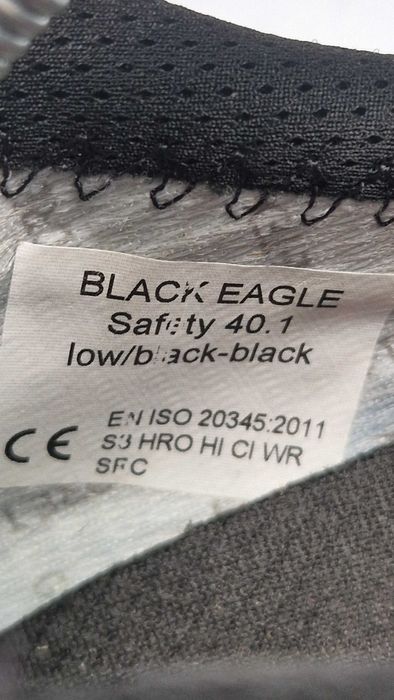 BLACK EAGLE
Safety 40.1
low/black-black
EN ISO 20345:2011
CE S3 HRO HI CI WR
SRC